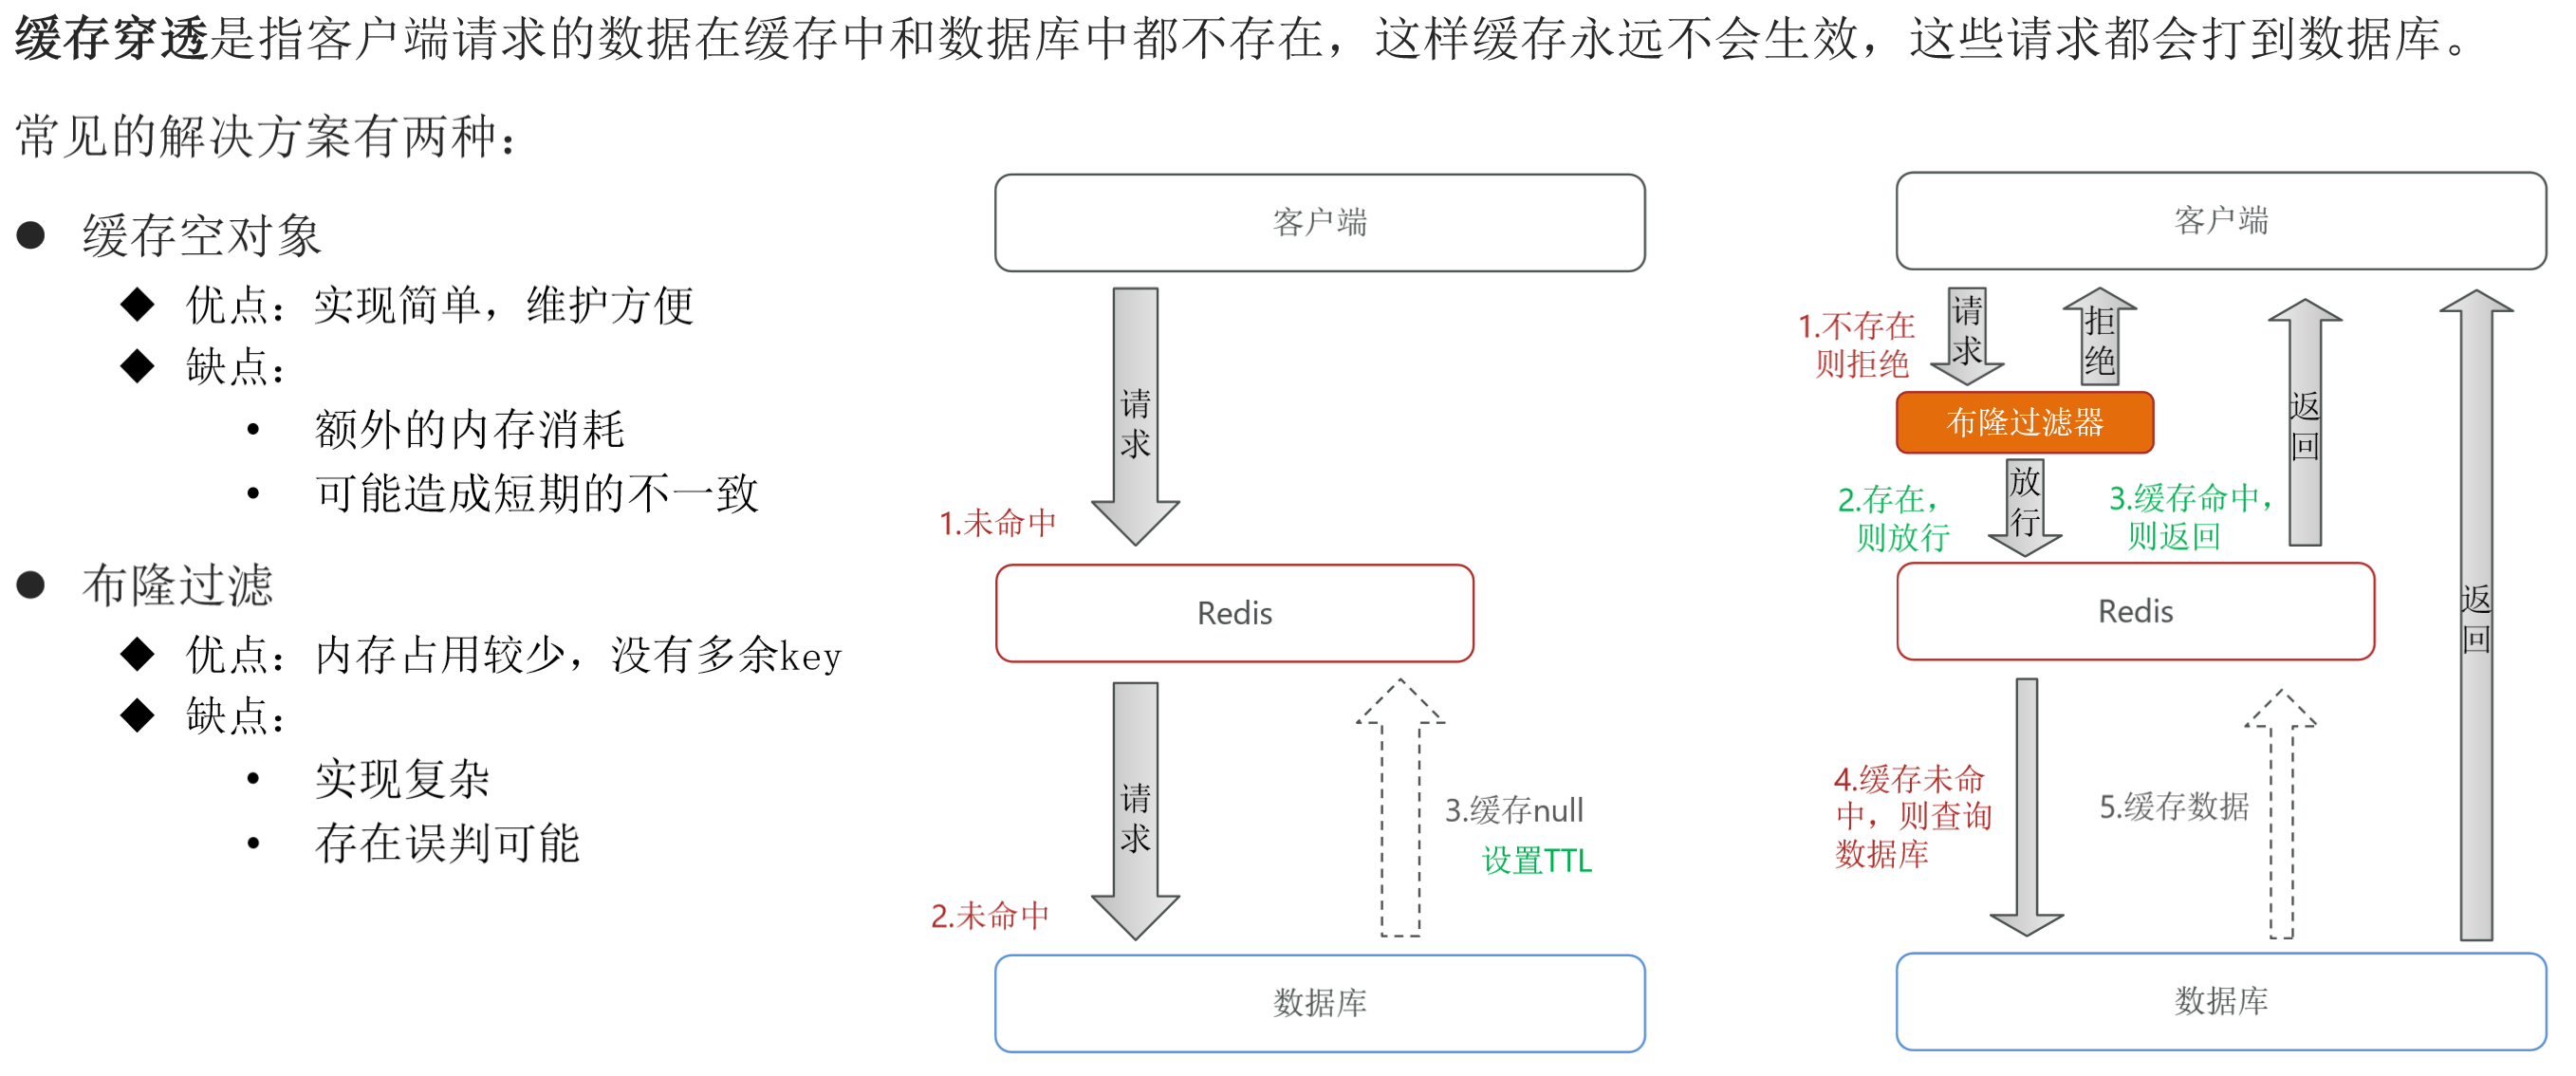 缓存穿透是指客户端请求的数据在缓存中和数据库中都不存在，这样缓存永远不会生效，这些请求都会打到数据库。
常见的解决方案有两种：
缓存空对象
优点：实现简单，维护方便
缺点：
额外的内存消耗
可能造成短期的不一致
布隆过滤
优点：内存占用较少，没有多余key
缺点：
实现复杂
存在误判可能
客户端
请求
1.未命中
Redis
请求
2.未命中
3.缓存null
设置TTL
数据库
客户端
1.不存在
则拒绝
请求
拒绝
布隆过滤器
2.存在，
则放行
放行
3.缓存命中，
则返回
返回
Redis
4.缓存未命
中，则查询
数据库
5.缓存数据
返回
数据库